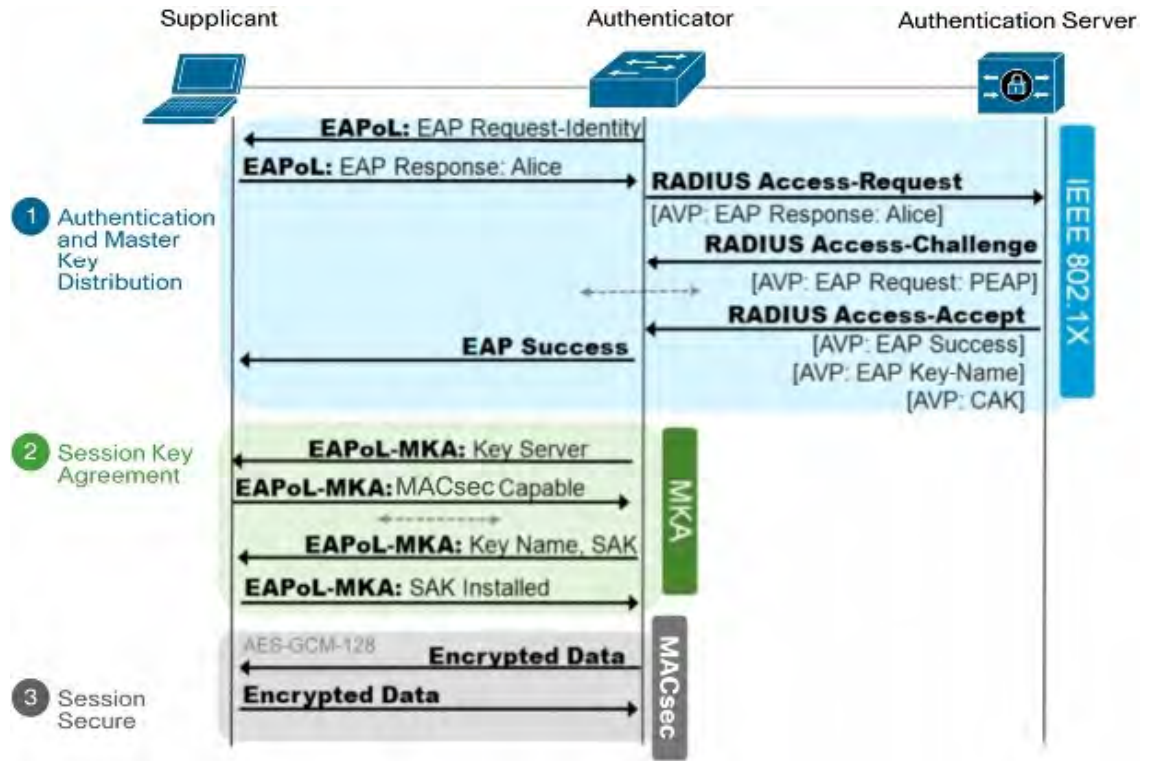 Supplicant
Authenticator
Authentication Server
EAPoL: EAP Request-Identity
EAPoL: EAP Response: Alice
RADIUS Access-Request
[AVP: EAP Response: Alice]
RADIUS Access-Challenge
[AVP: EAP Request: PEAP]
RADIUS Access-Accept
[AVP: EAP Success]
[AVP: EAP Key-Name]
[AVP: CAK]
EAP Success
IEEE 802.1X
1 Authentication
and Master
Key
Distribution
2 Session Key
Agreement
EAPoL-MKA: Key Server
EAPoL-MKA: MACsec Capable
EAPoL-MKA: Key Name, SAK
EAPoL-MKA: SAK Installed
MKA
3 Session
Secure
AES-GCM-128
Encrypted Data
Encrypted Data
MACsec